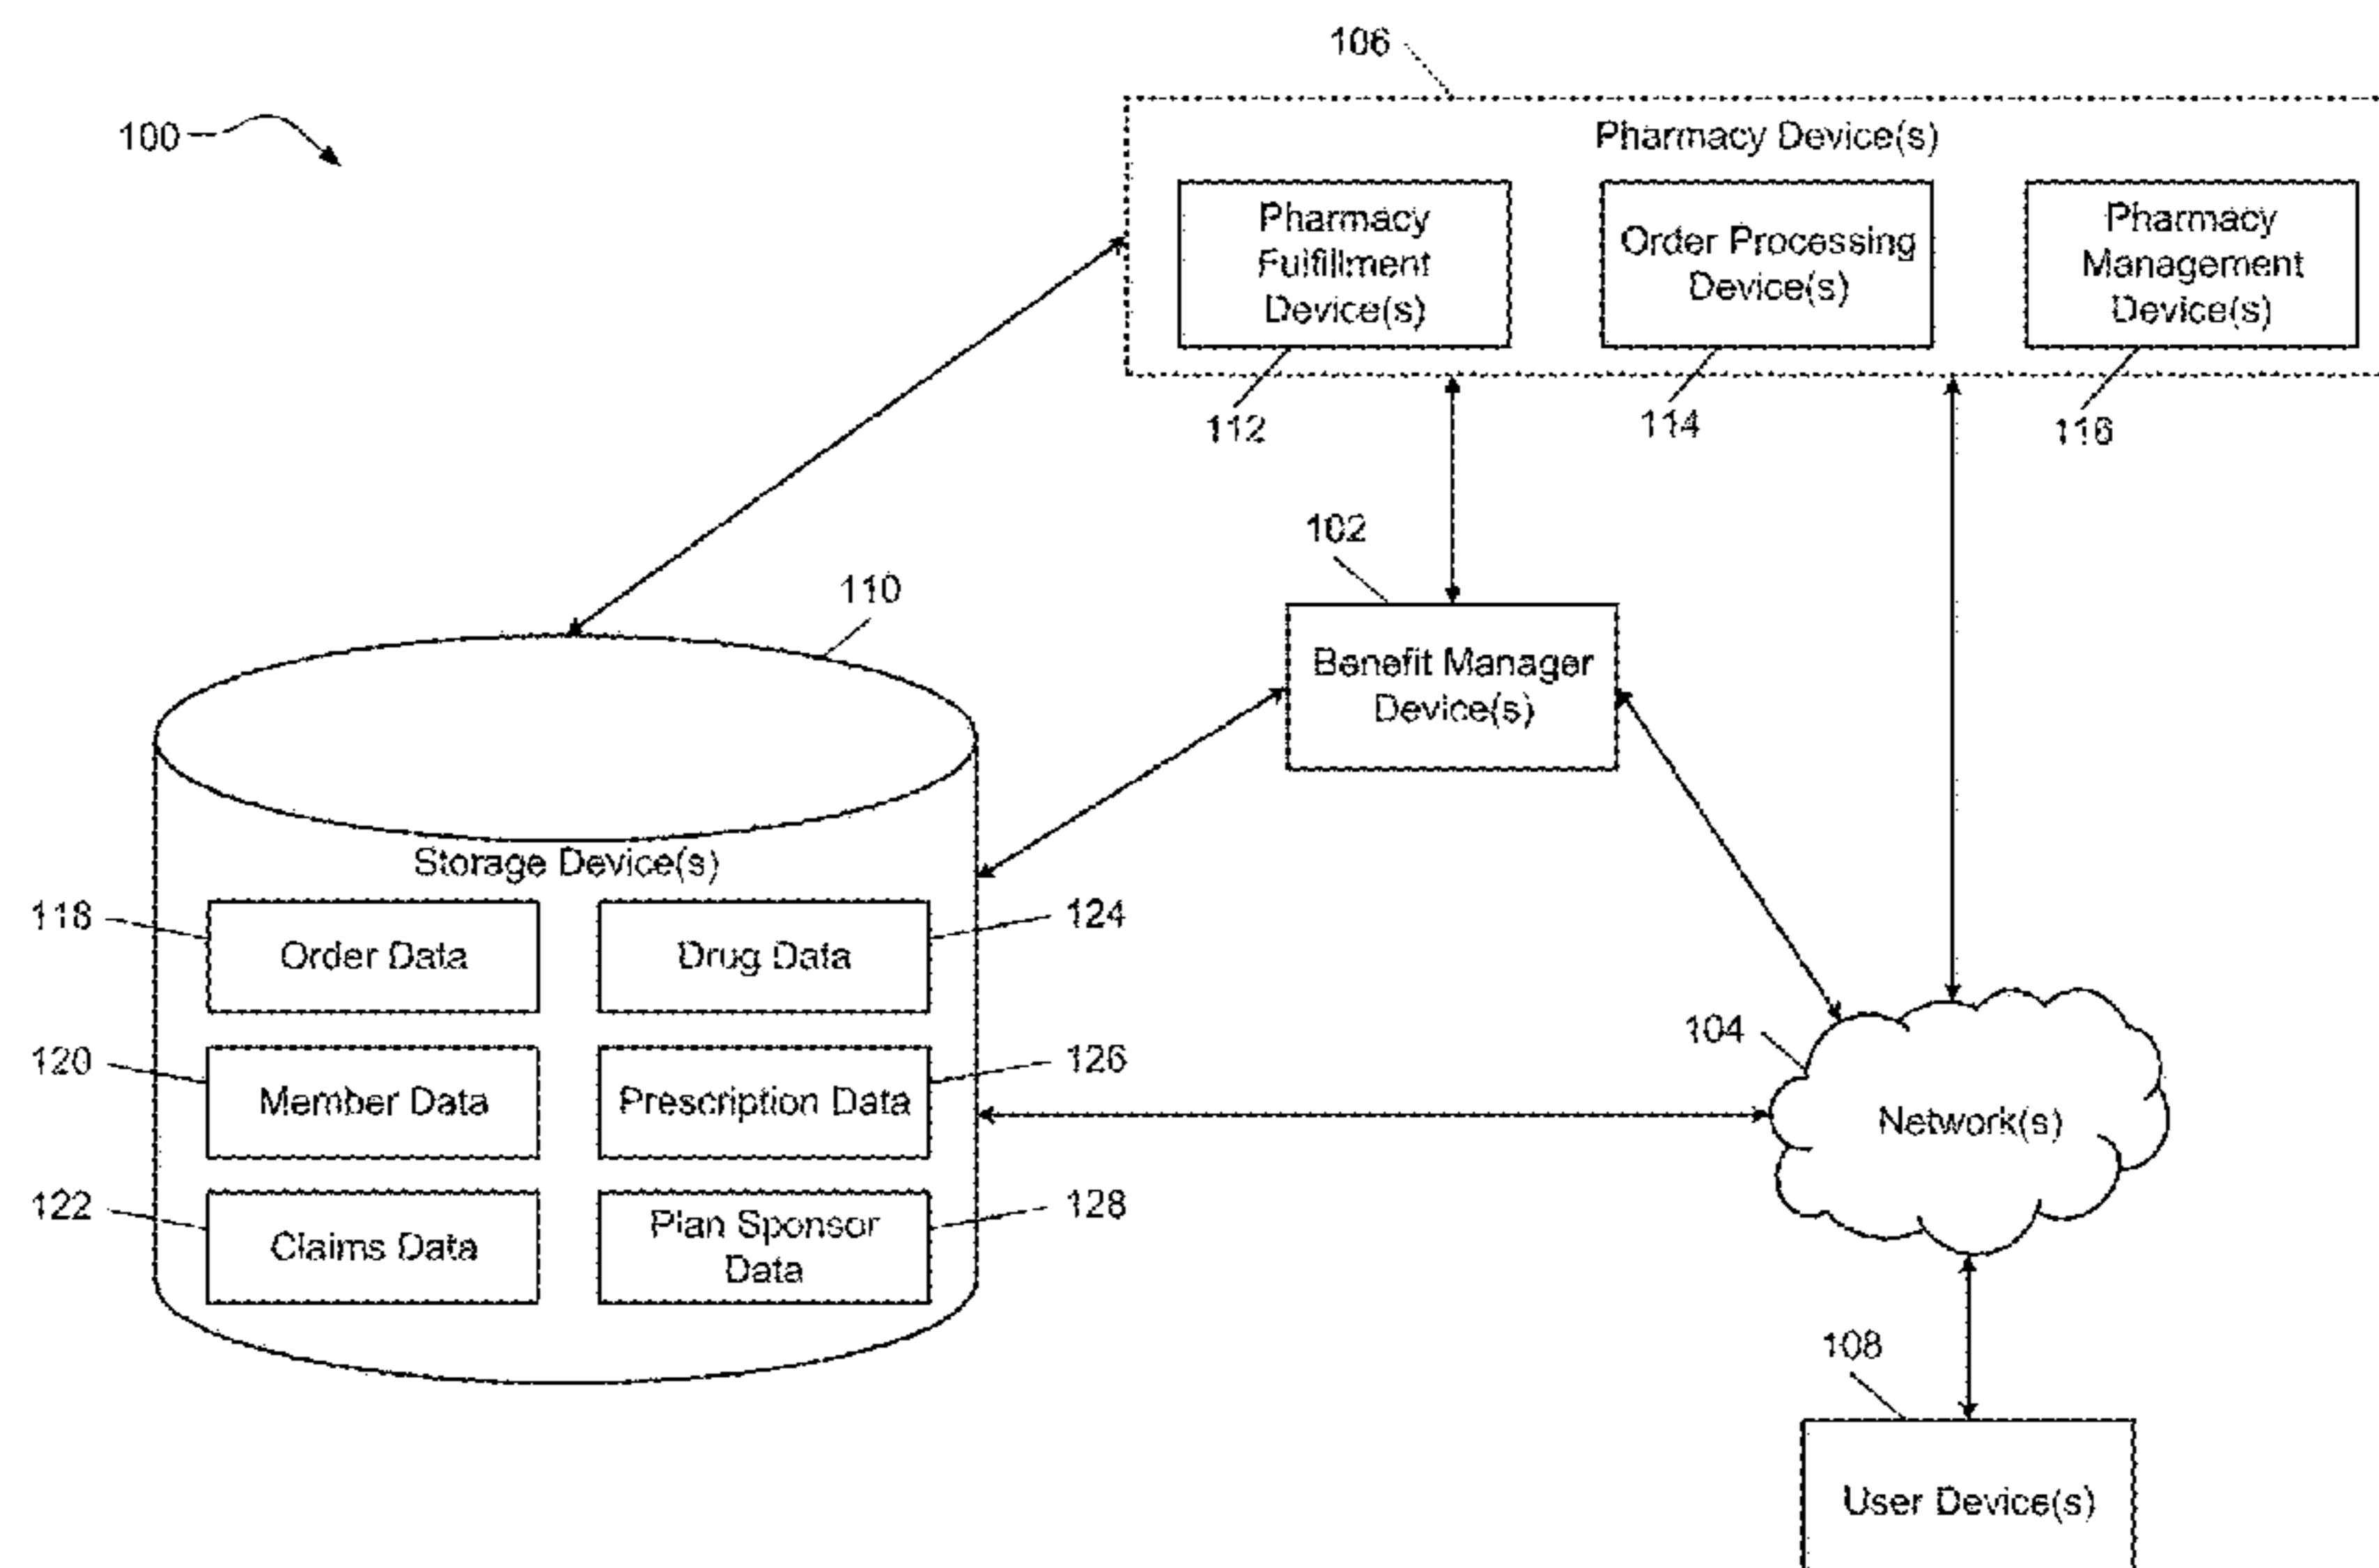 106
100
Pharmacy Device(s)
Pharmacy
Fulfillment
Device(s)
Order Processing
Device(s)
Pharmacy
Management
Device(s)
112
114
116
102
110
Benefit Manager
Device(s)
Storage Device(s)
118
Order Data
Drug Data
124
120
Member Data
Prescription Data
126
104
Network(s)
122
Claims Data
Plan Sponsor
Data
128
108
User Device(s)